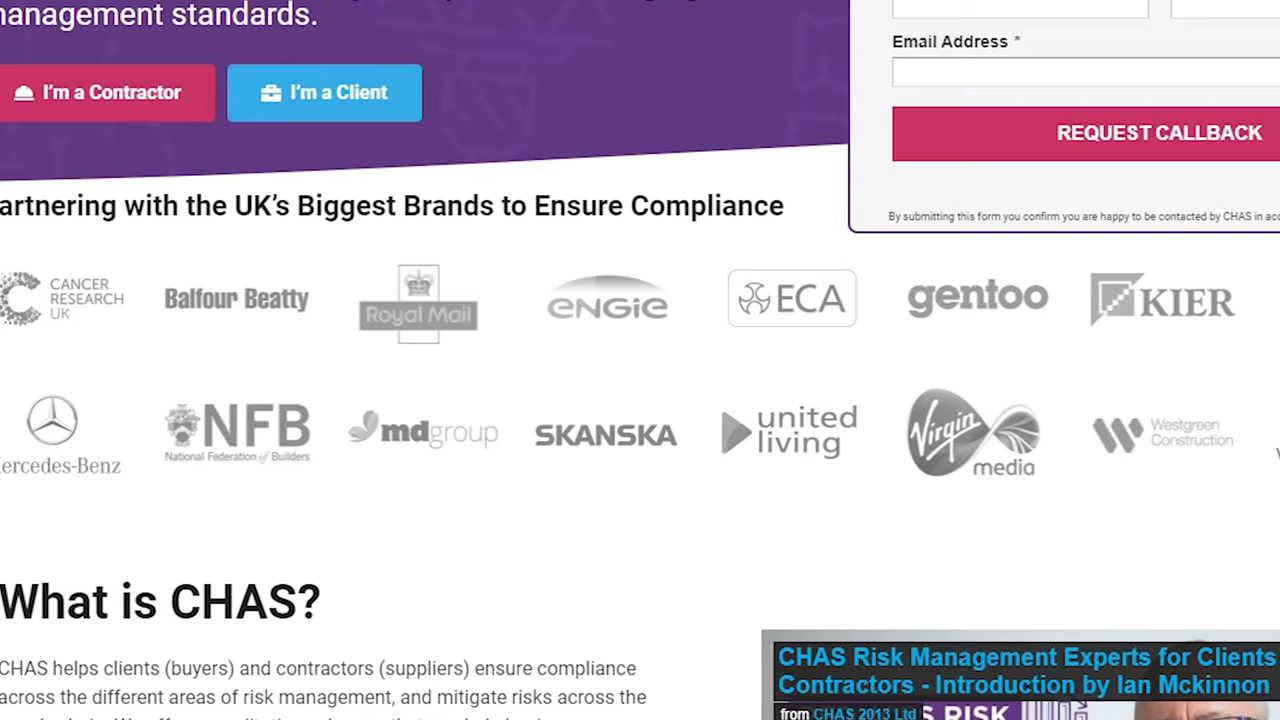 anagement standards.
I'm a Contractor
I'm a Client
Email Address *
REQUEST CALLBACK
By submitting this form you confirm you are happy to be contacted by CHAS in
artnering with the UK's Biggest Brands to Ensure Compliance
CANCER
RESEARCH
UK
Balfour Beatty
Royal Mail
ENGIE
ECA
gentoo
KIER
Mercedes-Benz
NFB
National Federation of Builders
mdgroup
SKANSKA
united
living
Virgin
media
Westgreen
Construction
What is CHAS?
CHAS helps clients (buyers) and contractors (suppliers) ensure compliance
across the different areas of risk management, and mitigate risks across the
CHAS Risk Management Experts for Clients
Contractors - Introduction by Ian Mckinnon
from CHAS 2013 Ltd
S RISK